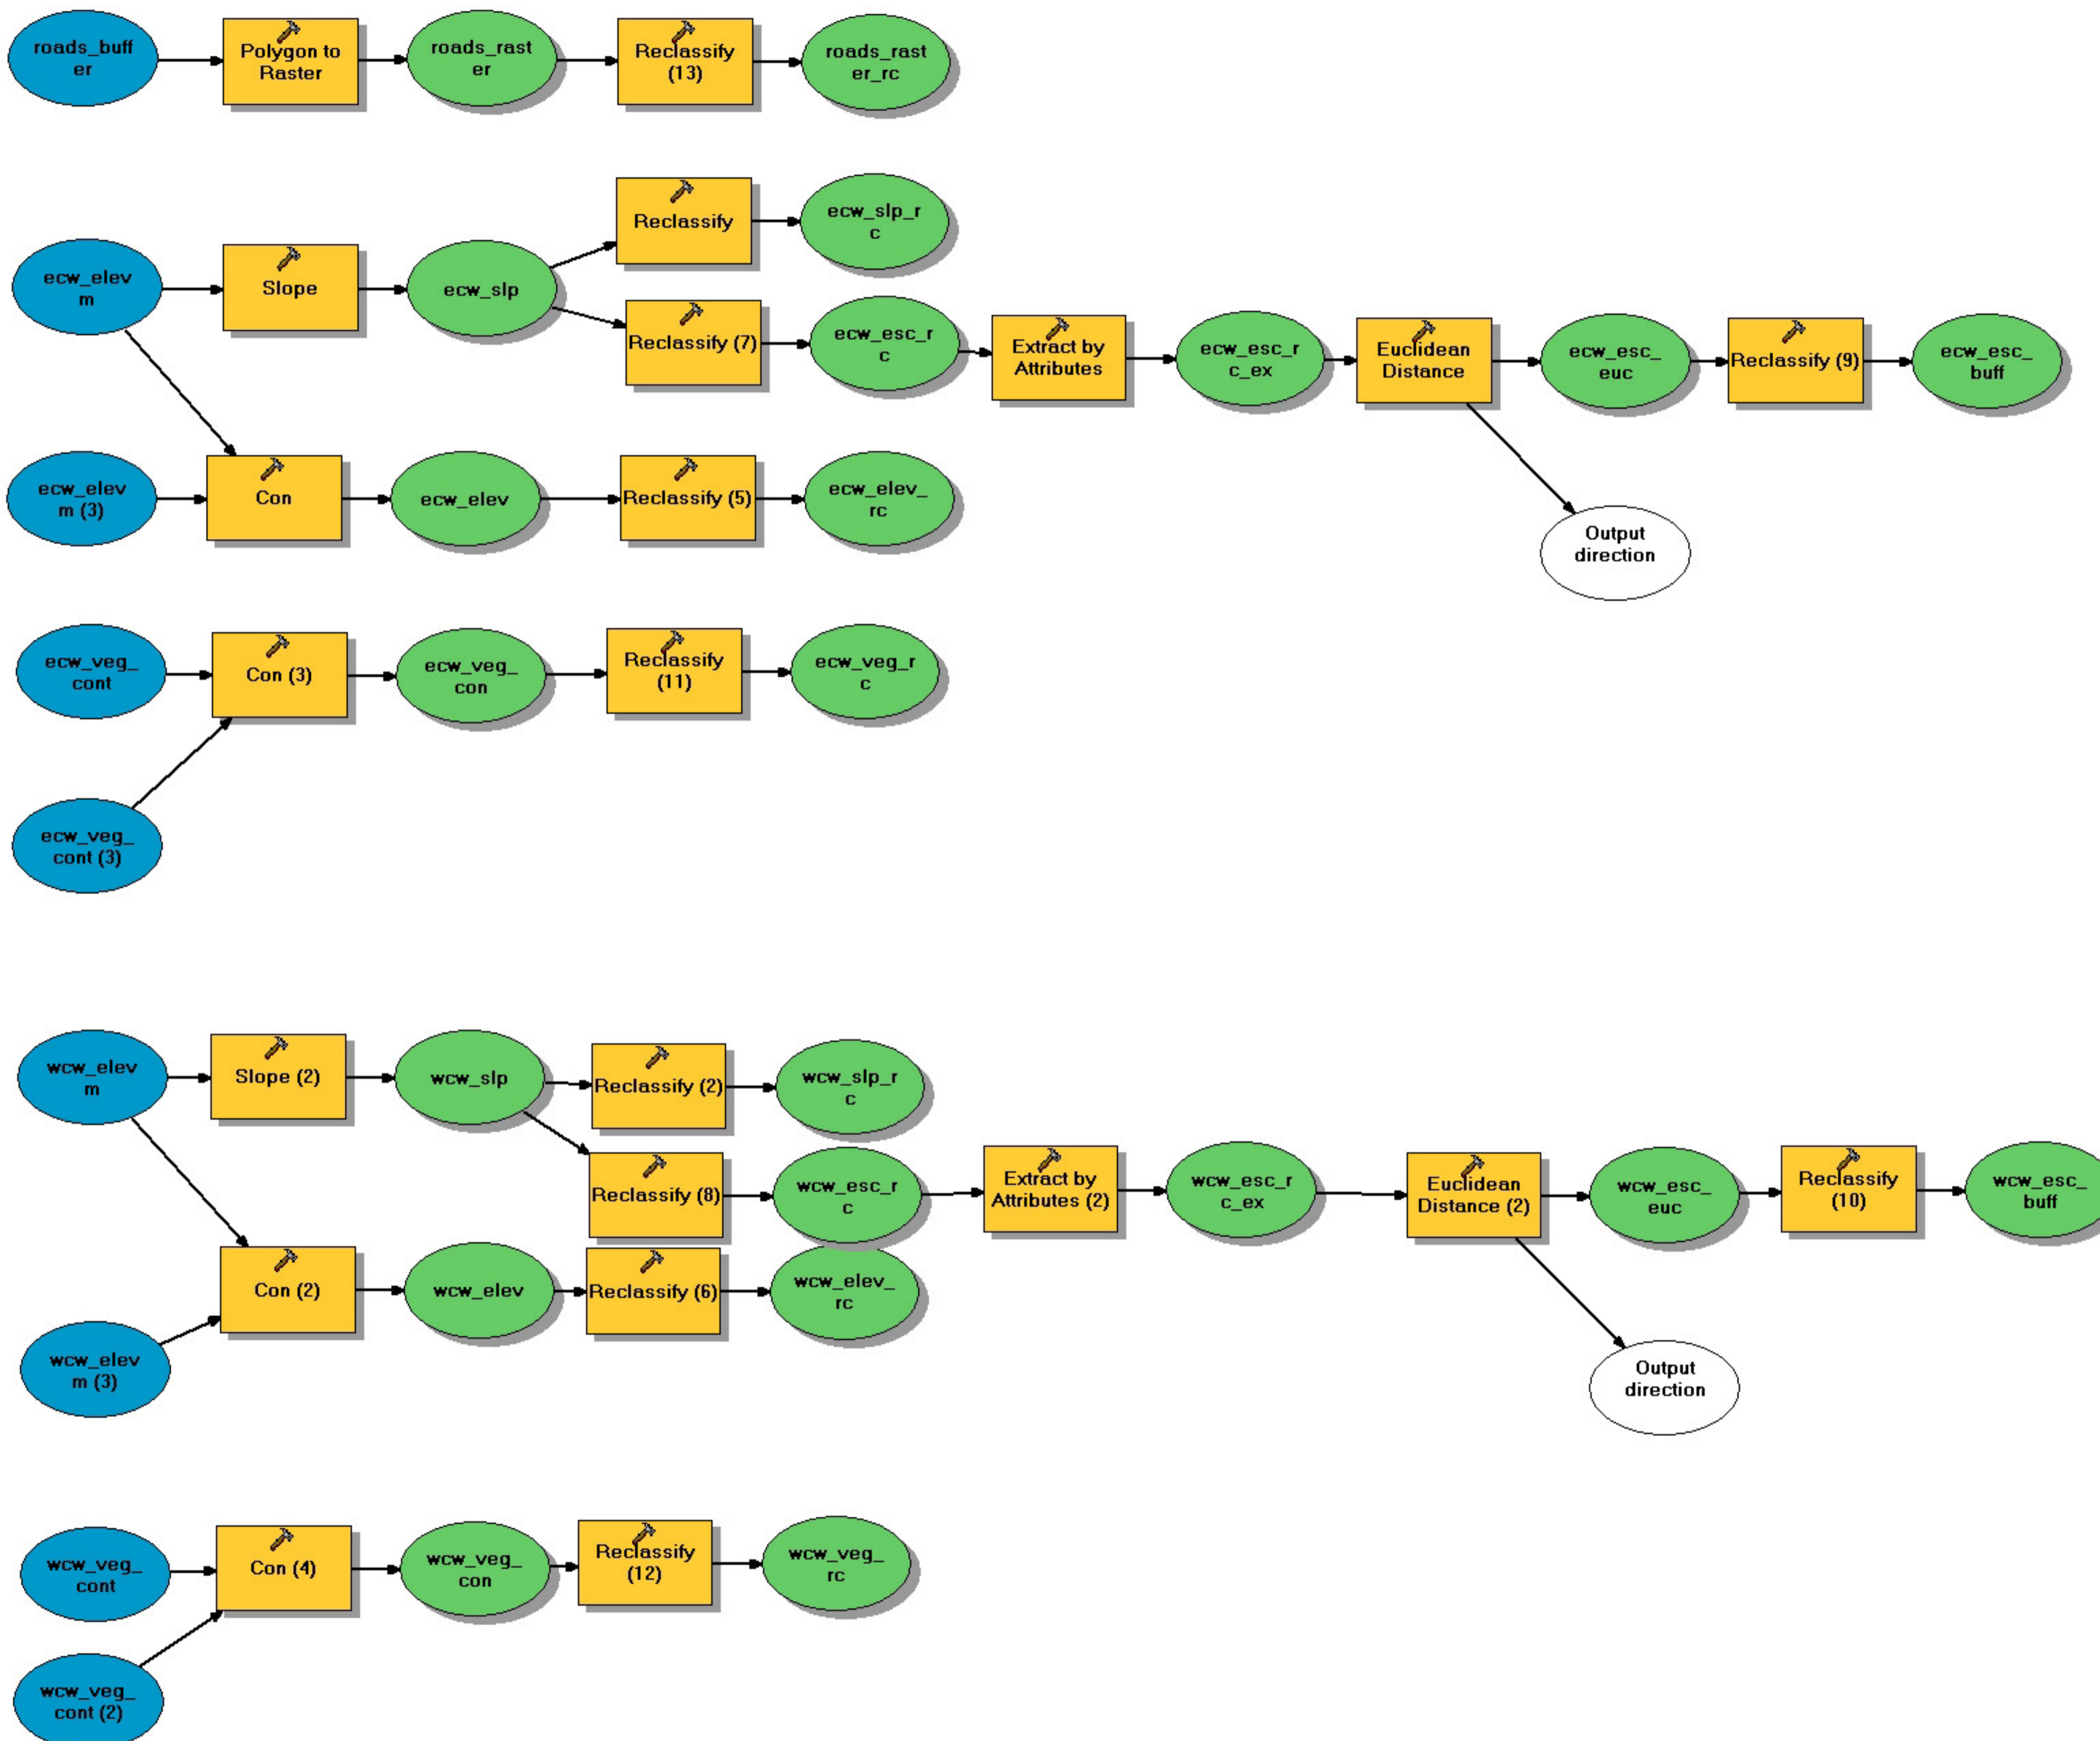 roads_buff
er
Polygon to
Raster
roads_rast
er
Reclassify
(13)
roads_rast
er_rc
Reclassify
ecw_slp_r
c
ecw_elev
m
Slope
ecw_slp
Reclassify (7)
ecw_esc_r
c
Extract by
Attributes
ecw_esc_r
c_ex
Euclidean
Distance
ecw_esc_
euc
Reclassify (9)
ecw_esc_
buff
ecw_elev
m (3)
Con
ecw_elev
Reclassify (5)
ecw_elev_
rc
Output
direction
ecw_veg_
cont
Con (3)
ecw_veg_
con
Reclassify
(11)
ecw_veg_r
c
ecw_veg_
cont (3)
wcw_elev
m
Slope (2)
wcw_slp
Reclassify (2)
wcw_slp_r
c
Reclassify (8)
wcw_esc_r
c
Extract by
Attributes (2)
wcw_esc_r
c_ex
Euclidean
Distance (2)
wcw_esc_
euc
Reclassify
(10)
wcw_esc_
buff
Con (2)
wcw_elev
Reclassify (6)
wcw_elev_
rc
wcw_elev
m (3)
Output
direction
wcw_veg_
cont
Con (4)
wcw_veg_
con
Reclassify
(12)
wcw_veg_
rc
wcw_veg_
cont (2)